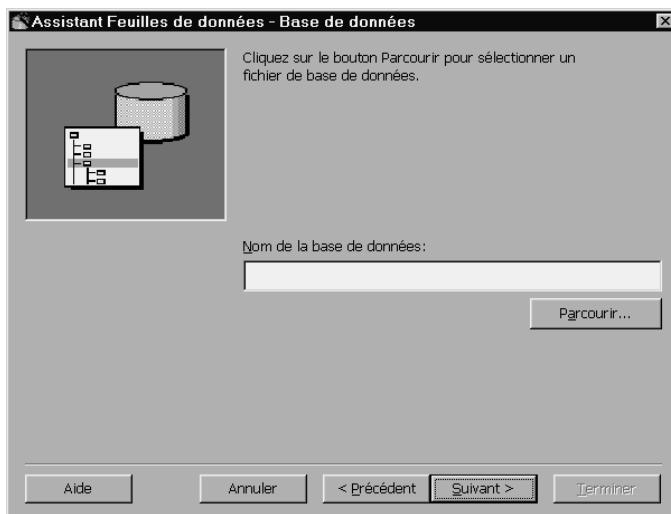 Assistant Feuilles de données - Base de données
Cliquez sur le bouton Parcourir pour sélectionner un
fichier de base de données.
Nom de la base de données:
Parcourir...
Aide
Annuler
< Précédent
Suivant >
Terminer